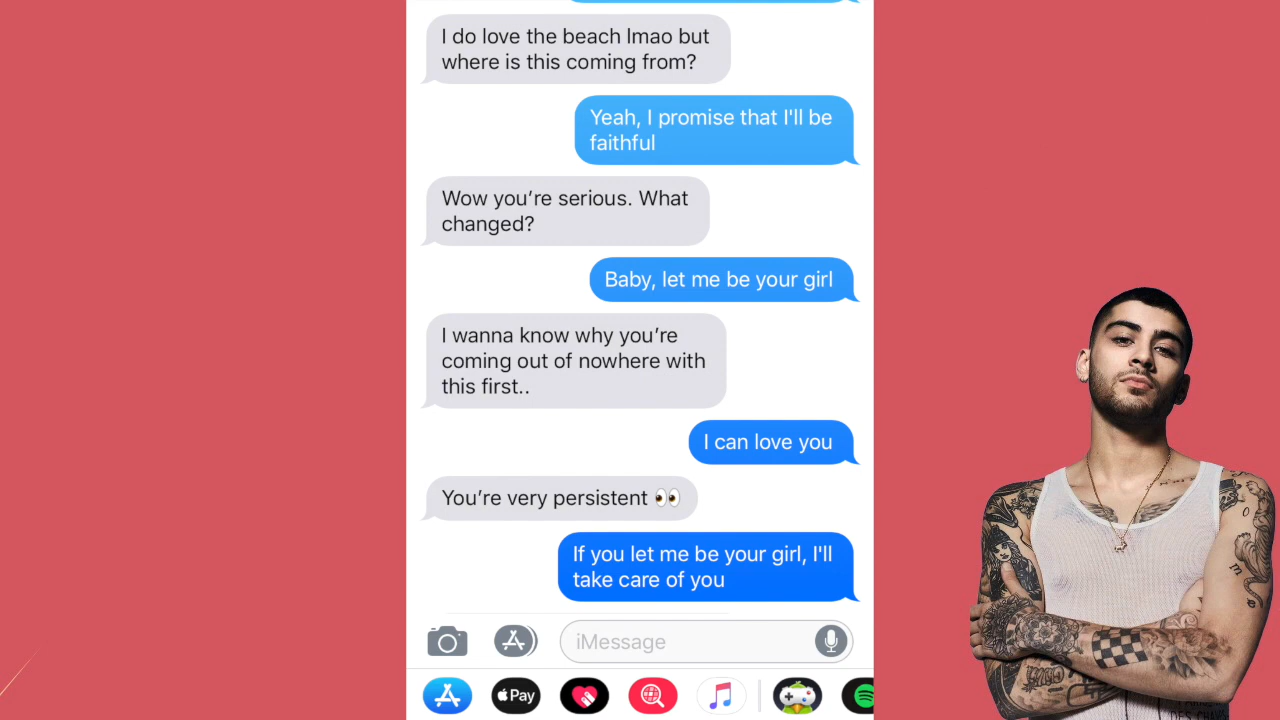 I do love the beach lmao but
where is this coming from?
Yeah, I promise that I'll be
faithful
Wow you’re serious. What
changed?
Baby, let me be your girl
I wanna know why you’re
coming out of nowhere with
this first..
I can love you
You’re very persistent 👀
If you let me be your girl, I'll
take care of you
iMessage
Pay